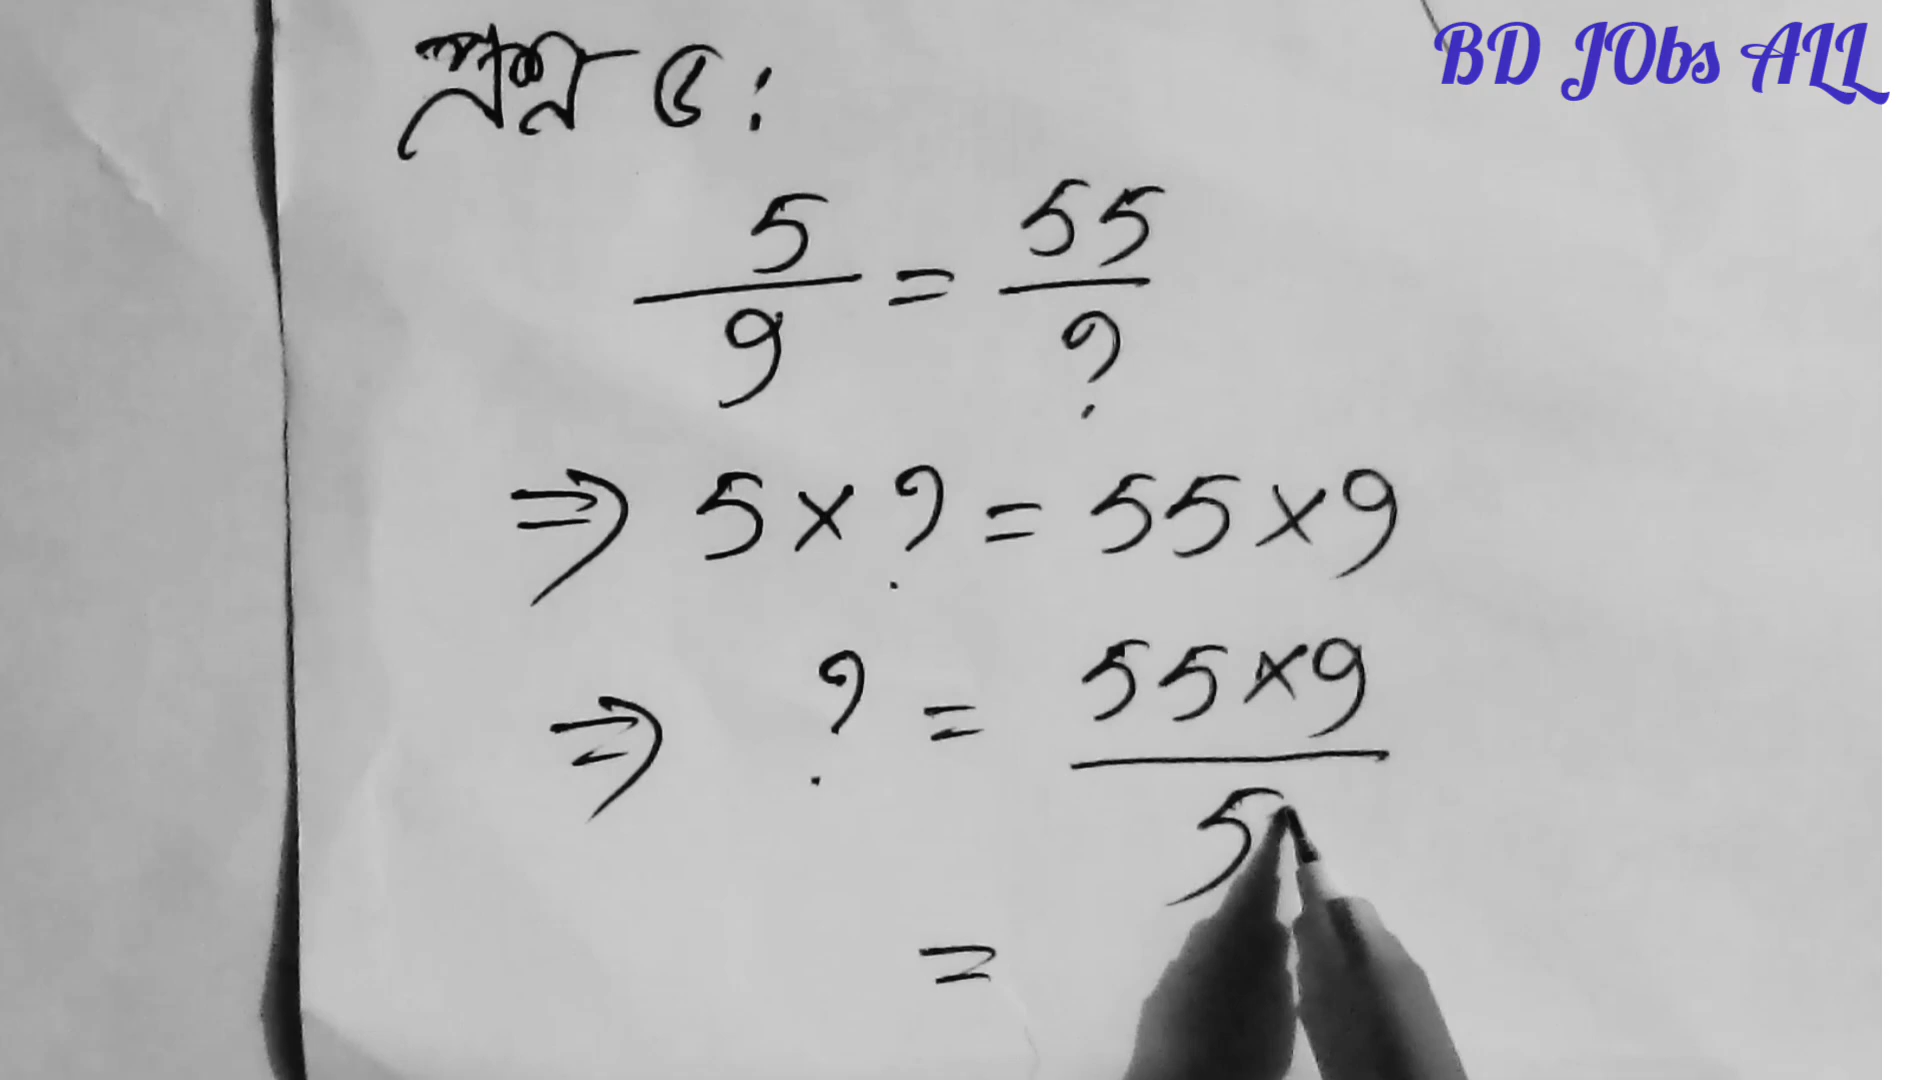 BD JObs ALL
প্রশ্ন ৫:
5/9 = 55/?
⇒ 5 × ? = 55 × 9
⇒ ? = 55 × 9 / 5
=